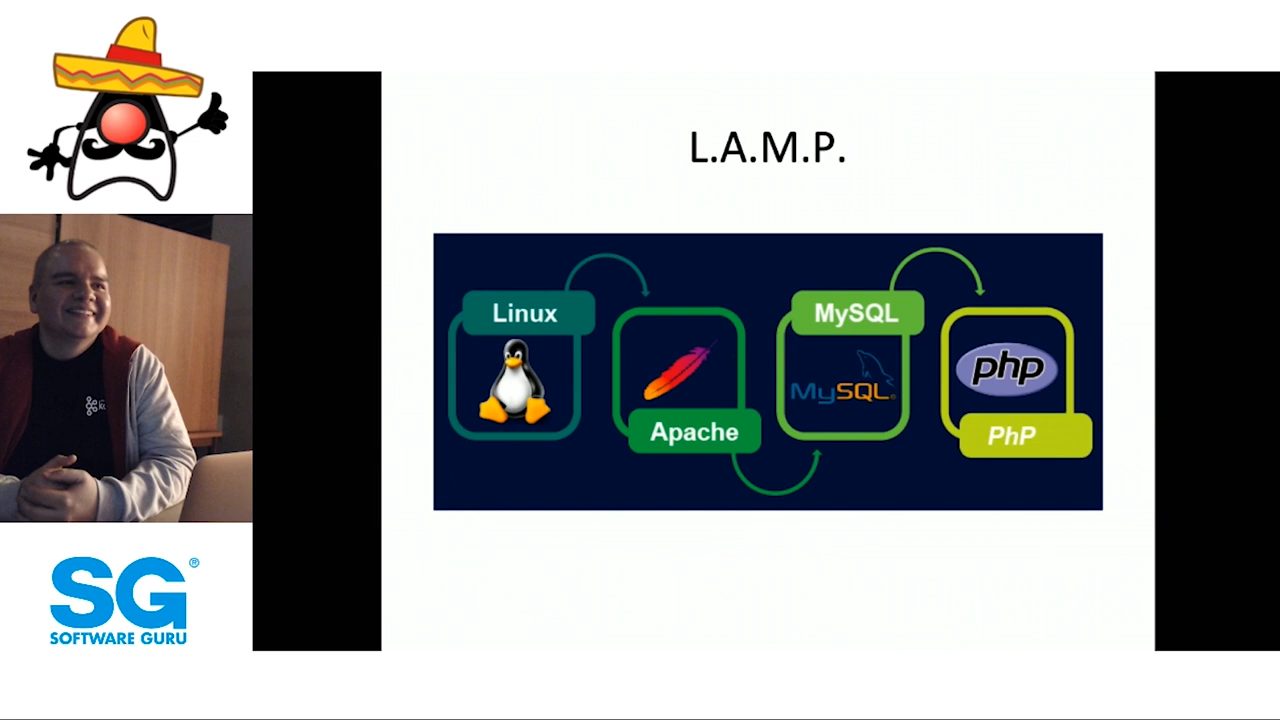 L.A.M.P.
Linux
MySQL
php
MySQL®
Apache
PhP
SG®
SOFTWARE GURU